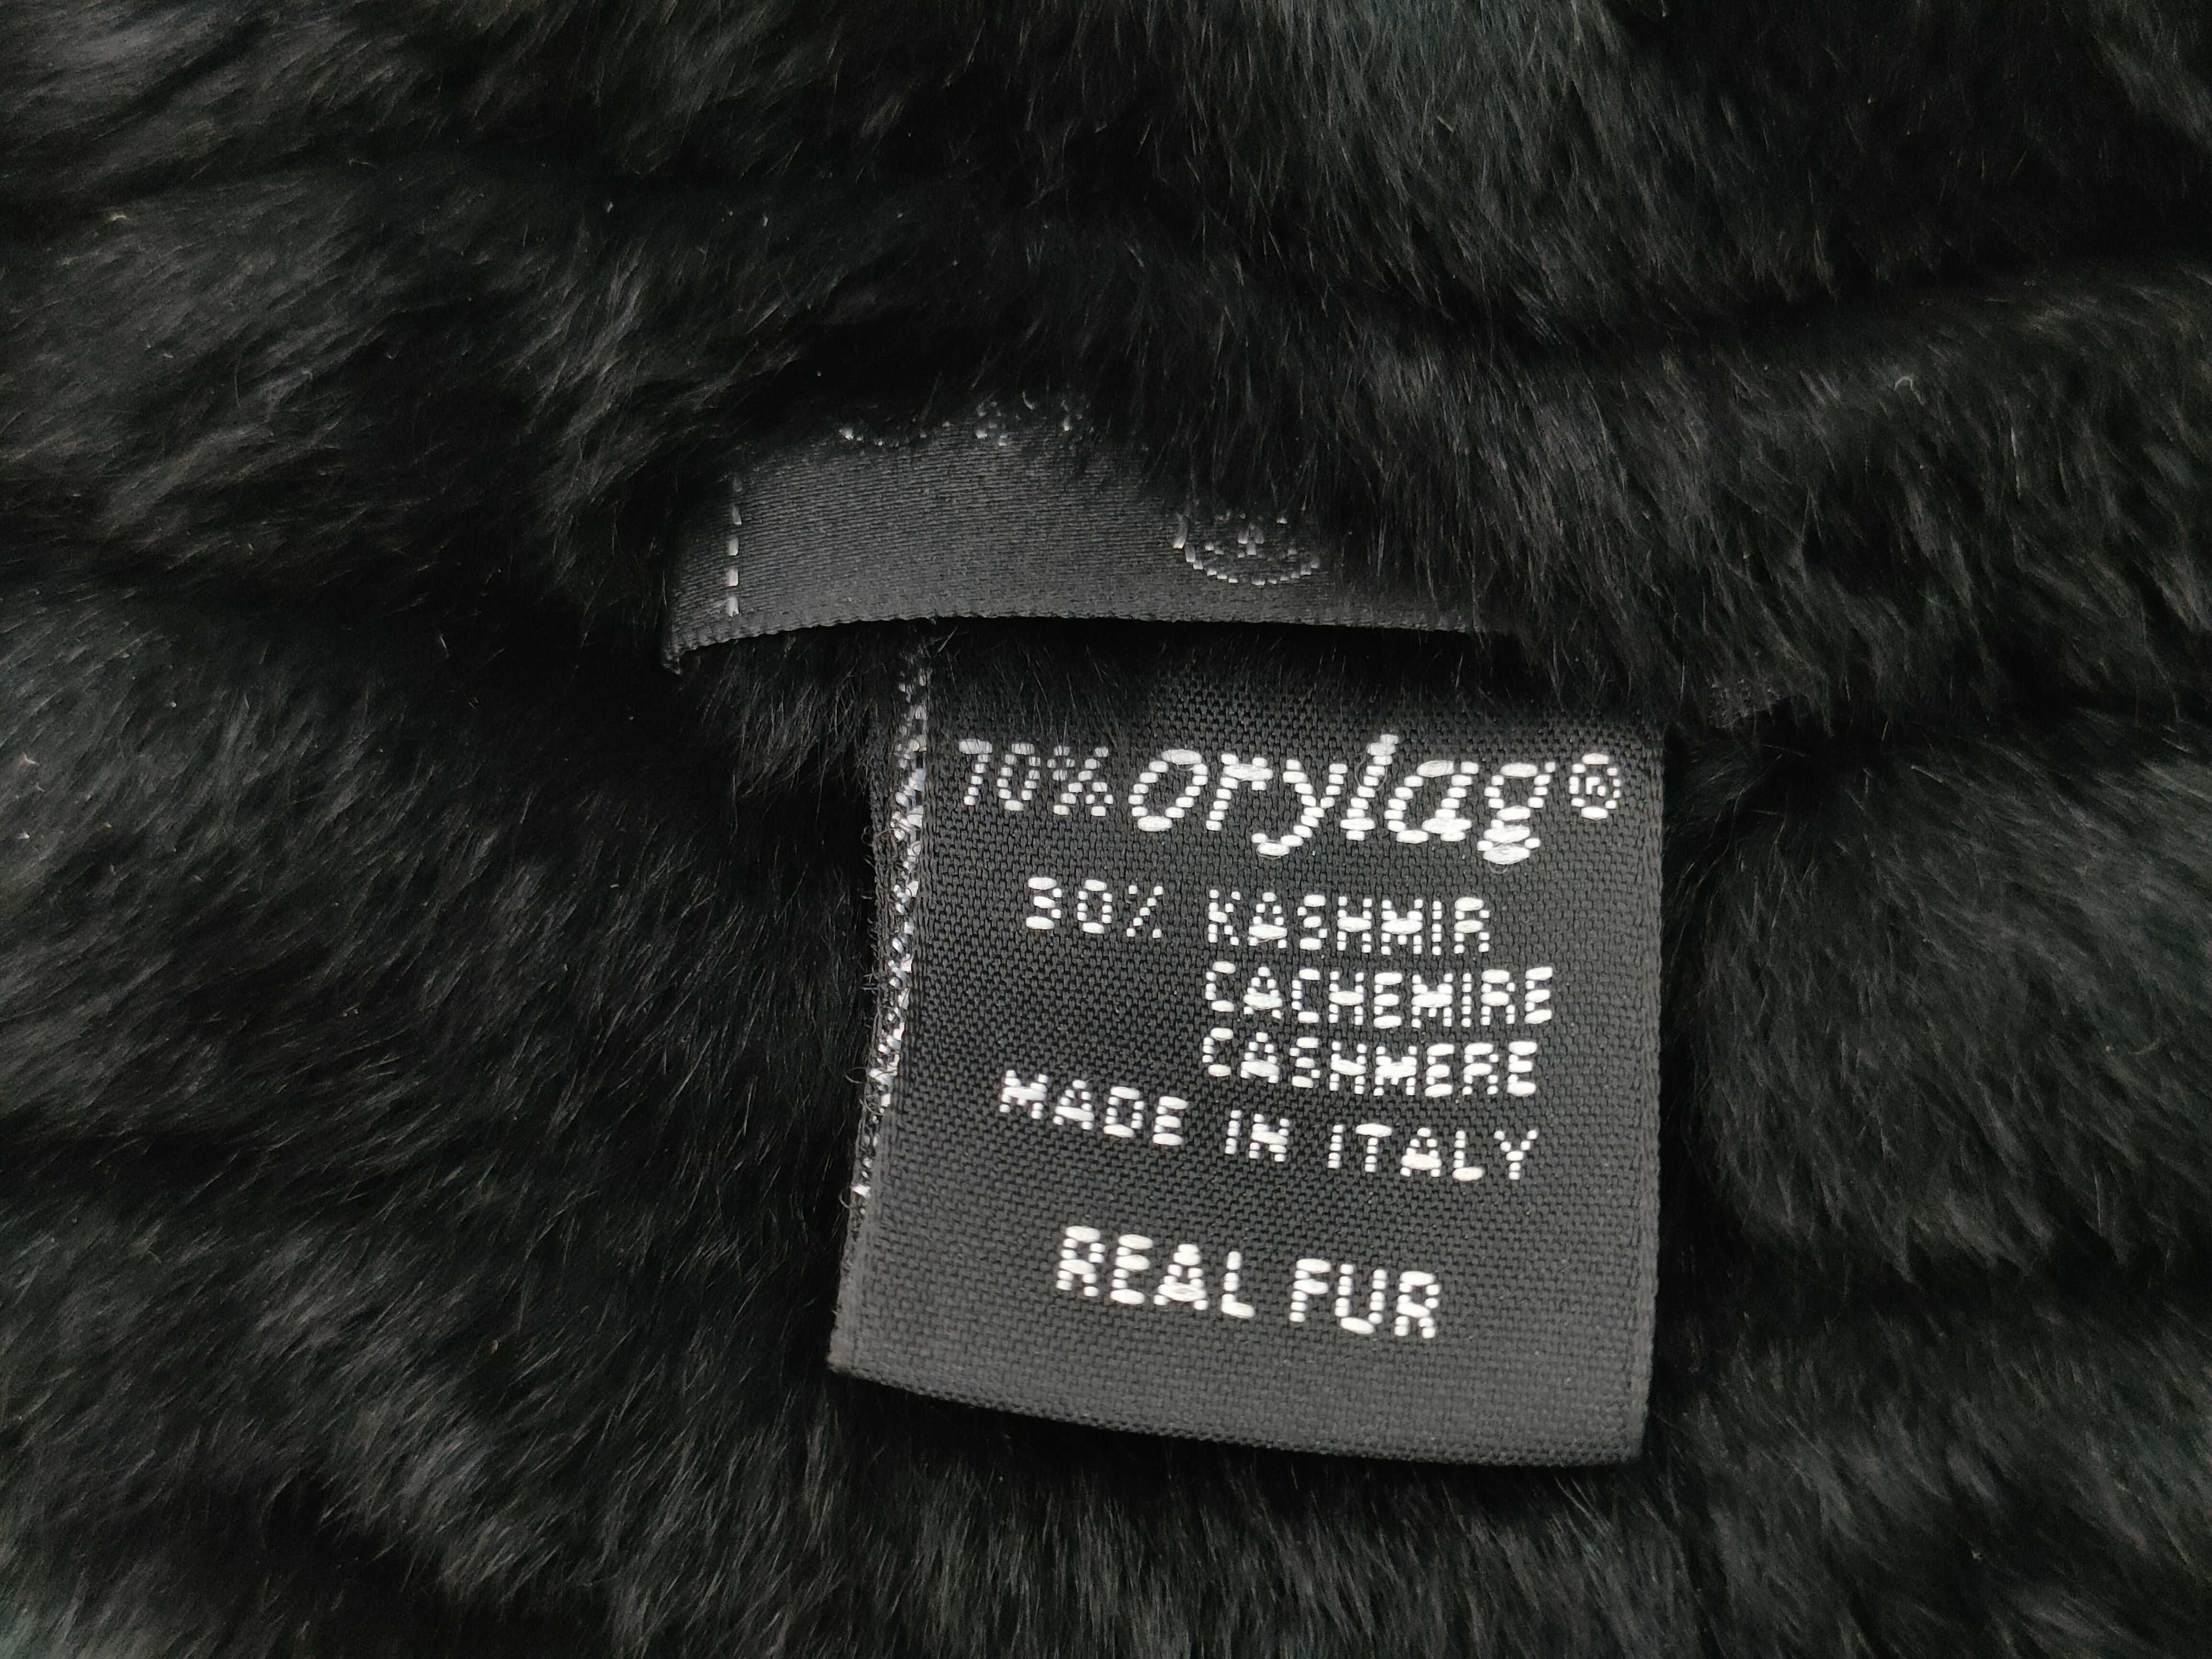 70% orylag®
30% KASHMIR
CACHEMIRE
CASHMERE
MADE IN ITALY
REAL FUR